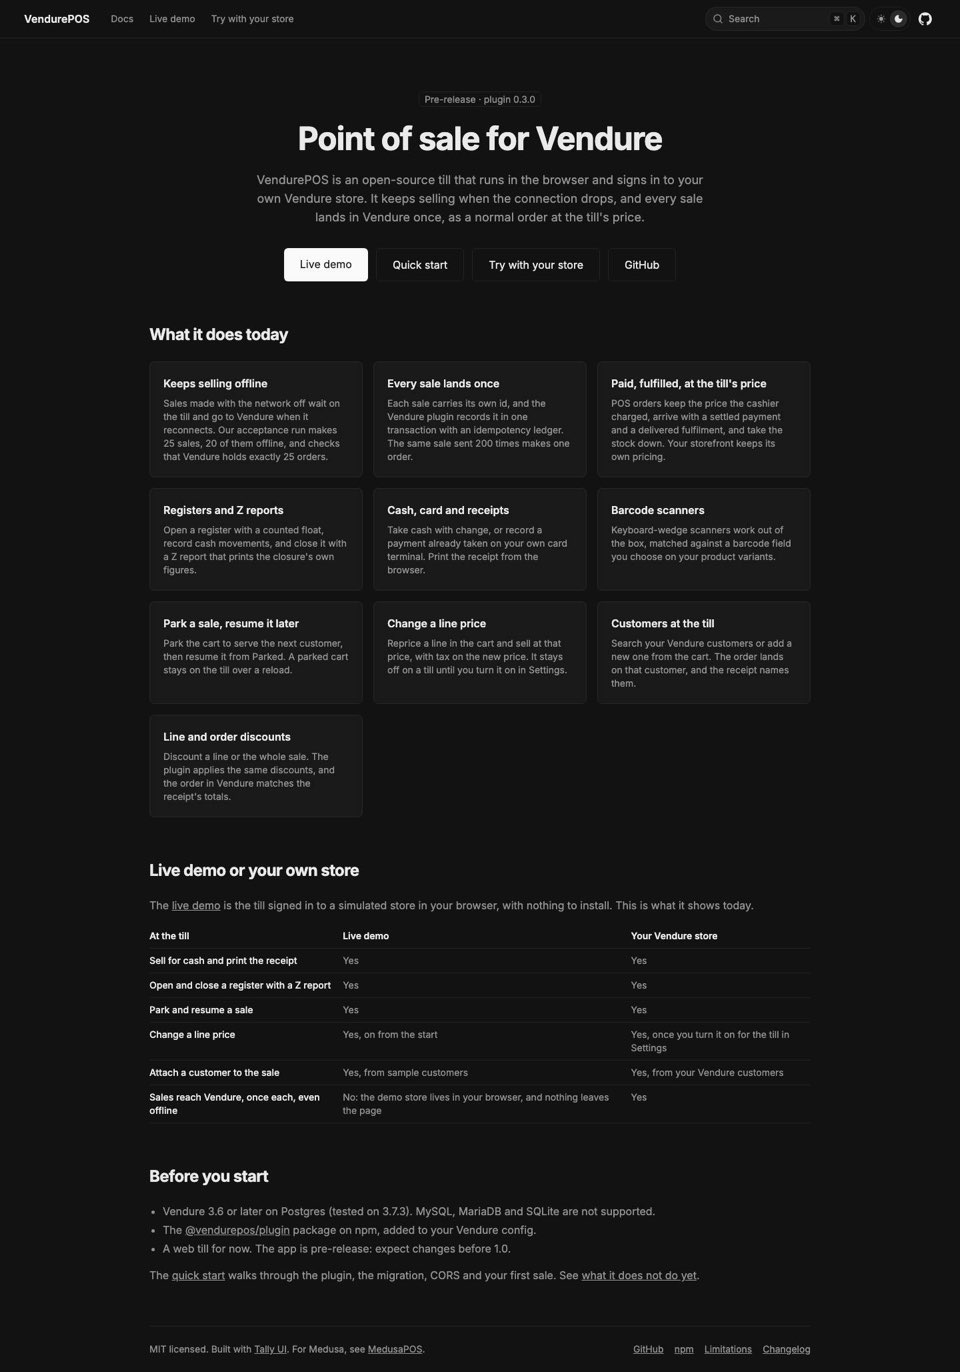 VendurePOS Docs Live demo Try with your store Search ⌘ K
Pre-release · plugin 0.3.0
Point of sale for Vendure
VendurePOS is an open-source till that runs in the browser and signs in to your
own Vendure store. It keeps selling when the connection drops, and every sale
lands in Vendure once, as a normal order at the till's price.
Live demo Quick start Try with your store GitHub
What it does today
Keeps selling offline
Sales made with the network off wait on
the till and go to Vendure when it
reconnects. Our acceptance run makes
25 sales, 20 of them offline, and checks
that Vendure holds exactly 25 orders.
Every sale lands once
Each sale carries its own id, and the
Vendure plugin records it in one
transaction with an idempotency ledger.
The same sale sent 200 times makes one
order.
Paid, fulfilled, at the till's price
POS orders keep the price the cashier
charged, arrive with a settled payment
and a delivered fulfilment, and take the
stock down. Your storefront keeps its
own pricing.
Registers and Z reports
Open a register with a counted float,
record cash movements, and close it with
a Z report that prints the closure's own
figures.
Cash, card and receipts
Take cash with change, or record a
payment already taken on your own card
terminal. Print the receipt from the
browser.
Barcode scanners
Keyboard-wedge scanners work out of
the box, matched against a barcode field
you choose on your product variants.
Park a sale, resume it later
Park the cart to serve the next customer,
then resume it from Parked. A parked cart
stays on the till over a reload.
Change a line price
Reprice a line in the cart and sell at that
price, with tax on the new price. It stays
off on a till until you turn it on in Settings.
Customers at the till
Search your Vendure customers or add a
new one from the cart. The order lands
on that customer, and the receipt names
them.
Line and order discounts
Discount a line or the whole sale. The
plugin applies the same discounts, and
the order in Vendure matches the
receipt's totals.
Live demo or your own store
The live demo is the till signed in to a simulated store in your browser, with nothing to install. This is what it shows today.
At the till Live demo Your Vendure store
Sell for cash and print the receipt Yes Yes
Open and close a register with a Z report Yes Yes
Park and resume a sale Yes Yes
Change a line price Yes, on from the start Yes, once you turn it on for the till in
Settings
Attach a customer to the sale Yes, from sample customers Yes, from your Vendure customers
Sales reach Vendure, once each, even No: the demo store lives in your browser, and nothing leaves Yes
offline the page
Before you start
• Vendure 3.6 or later on Postgres (tested on 3.7.3). MySQL, MariaDB and SQLite are not supported.
• The @vendurepos/plugin package on npm, added to your Vendure config.
• A web till for now. The app is pre-release: expect changes before 1.0.
The quick start walks through the plugin, the migration, CORS and your first sale. See what it does not do yet.
MIT licensed. Built with Tally UI. For Medusa, see MedusaPOS. GitHub npm Limitations Changelog